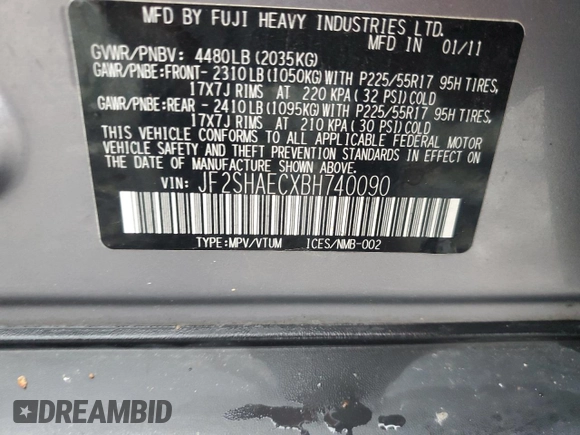 MFD BY FUJI HEAVY INDUSTRIES LTD.
MFD IN 01/11
GVWR/PNBV: 4480LB(2035KG)
GAWR/PNBE:FRONT- 2310LB(1050KG)WITH P225/55R17 95H TIRES,
17X7J RIMS AT 220 KPA(32 PSI)COLD
GAWR/PNBE:REAR - 2410LB(1095KG)WITH P225/55R17 95H TIRES,
17X7J RIMS AT 210 KPA(30 PSI)COLD
THIS VEHICLE CONFORMS TO ALL APPLICABLE FEDERAL MOTOR
VEHICLE SAFETY AND THEFT PREVENTION STANDARDS IN EFFECT
ON THE DATE OF MANUFACTURE SHOWN ABOVE.
VIN: JF2SHAECXBH740090
TYPE:MPV/VTUM ICES/NMB-002
DREAMBID